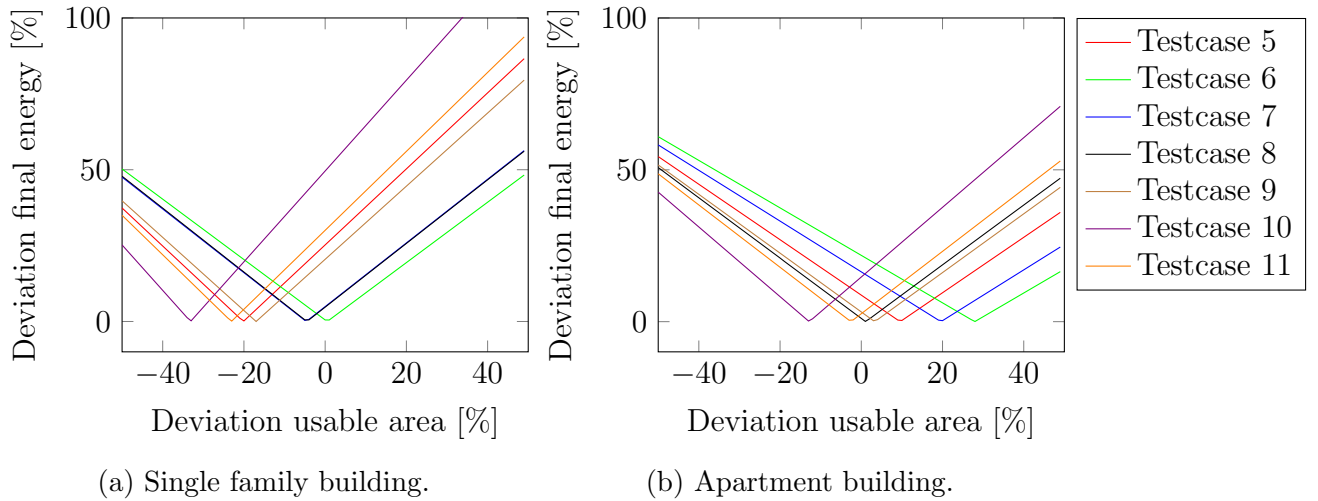 Deviation final energy [%]
100
50
0
−40 −20 0 20 40
Deviation usable area [%]
(a) Single family building.
Deviation final energy [%]
100
50
0
−40 −20 0 20 40
Deviation usable area [%]
(b) Apartment building.
Testcase 5
Testcase 6
Testcase 7
Testcase 8
Testcase 9
Testcase 10
Testcase 11